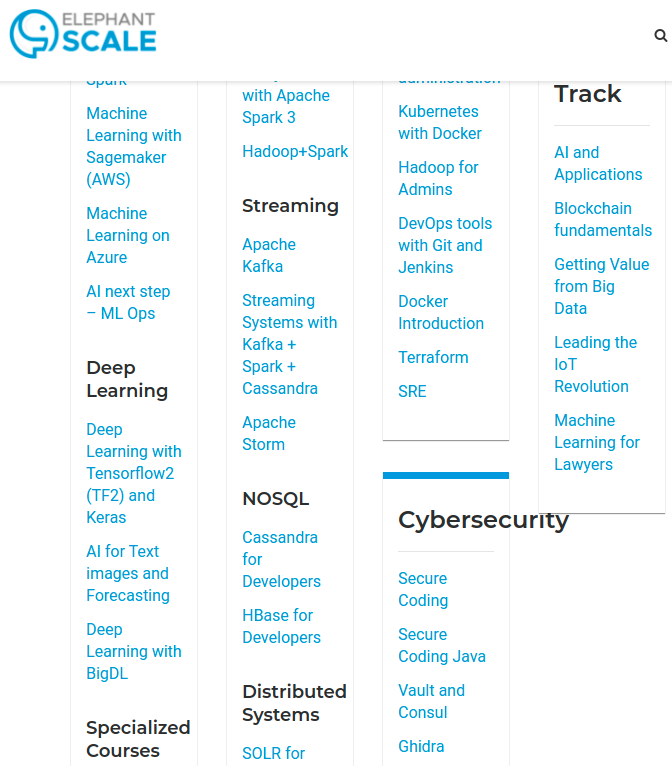 ELEPHANT
SCALE
Spark
Machine
Learning with
Sagemaker
(AWS)
Machine
Learning on
Azure
AI next step
– ML Ops
Deep
Learning
Deep
Learning with
Tensorflow2
(TF2) and
Keras
AI for Text
images and
Forecasting
Deep
Learning with
BigDL
Specialized
Courses
with Apache
Spark 3
Hadoop+Spark
Streaming
Apache
Kafka
Streaming
Systems with
Kafka +
Spark +
Cassandra
Apache
Storm
NOSQL
Cassandra
for
Developers
HBase for
Developers
Distributed
Systems
SOLR for
administration
Kubernetes
with Docker
Hadoop for
Admins
DevOps tools
with Git and
Jenkins
Docker
Introduction
Terraform
SRE
Cybersecurity
Secure
Coding
Secure
Coding Java
Vault and
Consul
Ghidra
Track
AI and
Applications
Blockchain
fundamentals
Getting Value
from Big
Data
Leading the
IoT
Revolution
Machine
Learning for
Lawyers